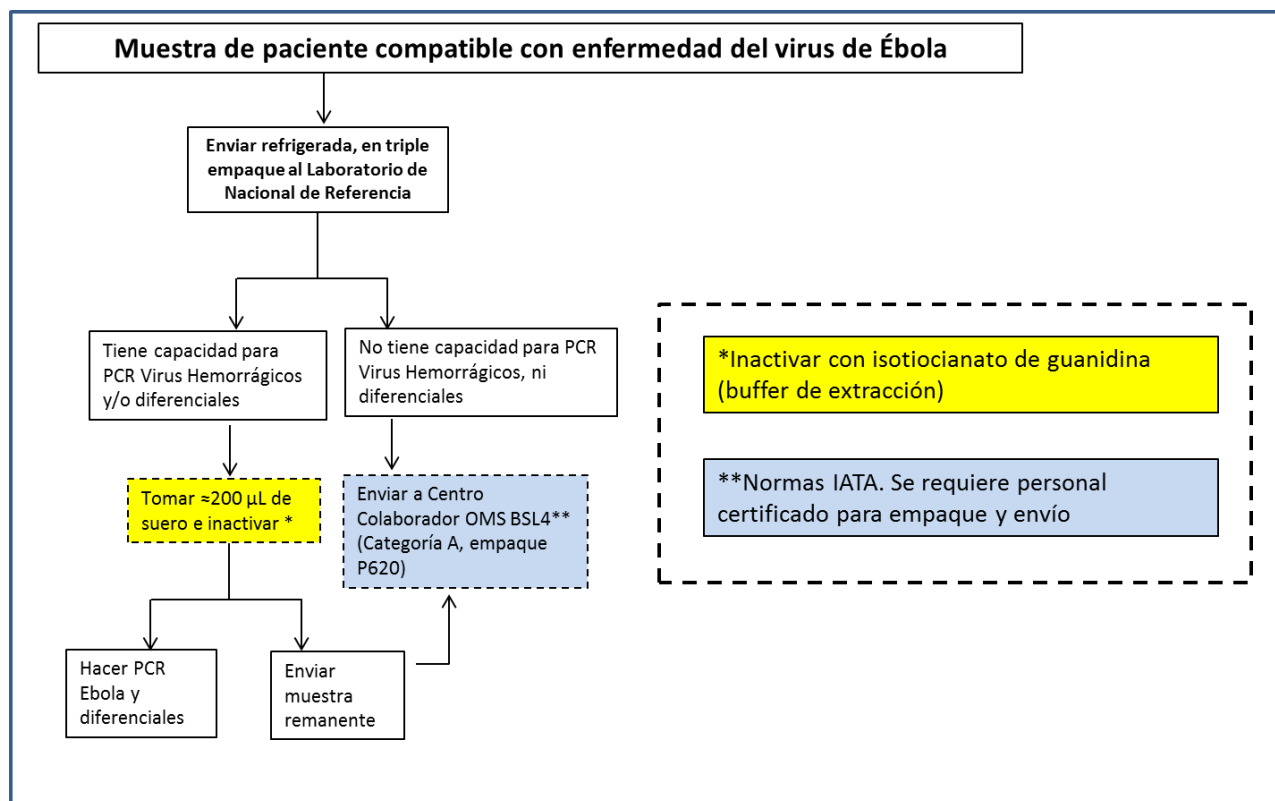 Muestra de paciente compatible con enfermedad del virus de Ébola
Enviar refrigerada, en triple
empaque al Laboratorio de
Nacional de Referencia
Tiene capacidad para
PCR Virus Hemorrágicos
y/o diferenciales
No tiene capacidad para PCR
Virus Hemorrágicos, ni
diferenciales
Tomar ≈200 µL de
suero e inactivar *
Enviar a Centro
Colaborador OMS BSL4**
(Categoría A, empaque
P620)
Hacer PCR
Ebola y
diferenciales
Enviar
muestra
remanente
*Inactivar con isotiocianato de guanidina
(buffer de extracción)
**Normas IATA. Se requiere personal
certificado para empaque y envío